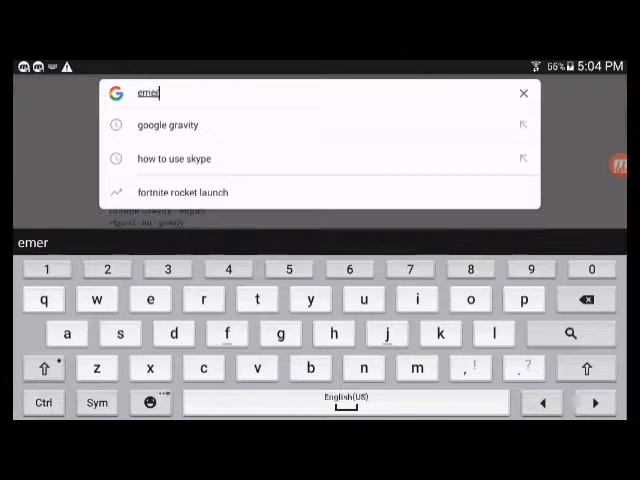 56% 5:04 PM
emer
google gravity
how to use skype
fortnite rocket launch
emer
1 2 3 4 5 6 7 8 9 0
q w e r t y u i o p
a s d f g h j k l
z x c v b n m , ! . ?
Ctrl Sym English(US)